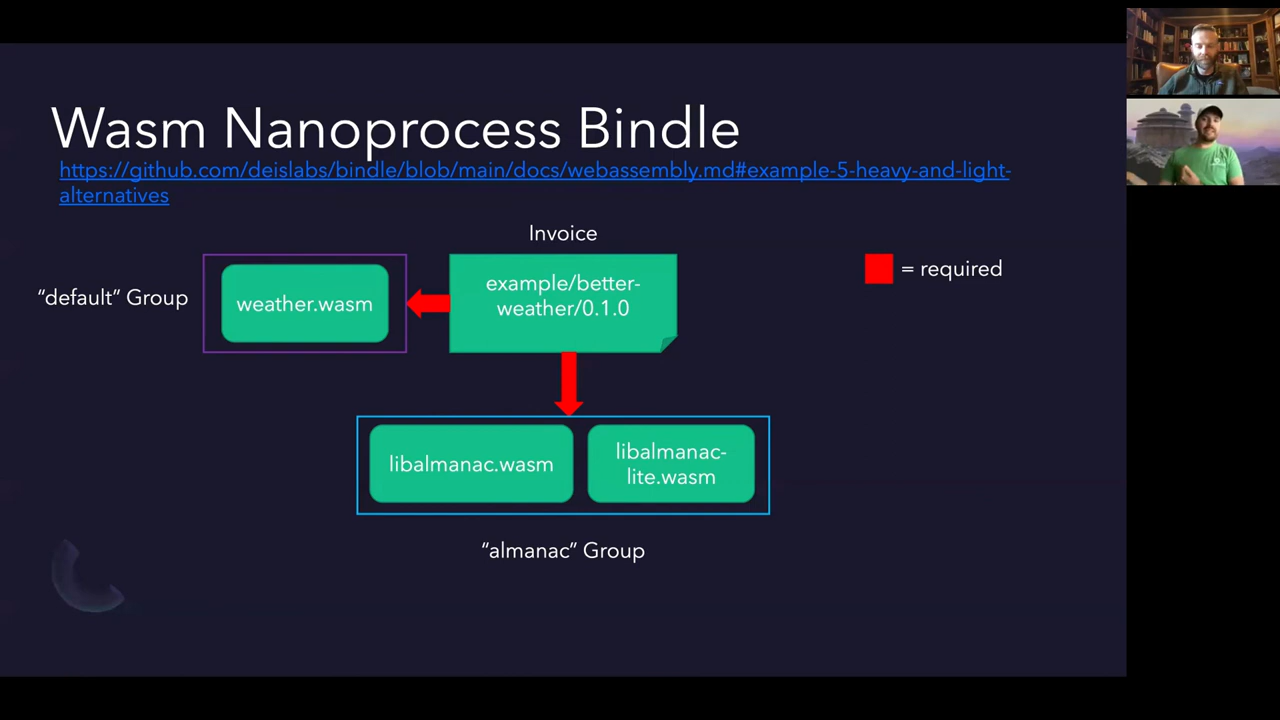 Wasm Nanoprocess Bindle
https://github.com/deislabs/bindle/blob/main/docs/webassembly.md#example-5-heavy-and-light-
alternatives
Invoice
= required
“default” Group
weather.wasm
example/better-
weather/0.1.0
libalmanac.wasm
libalmanac-
lite.wasm
“almanac” Group